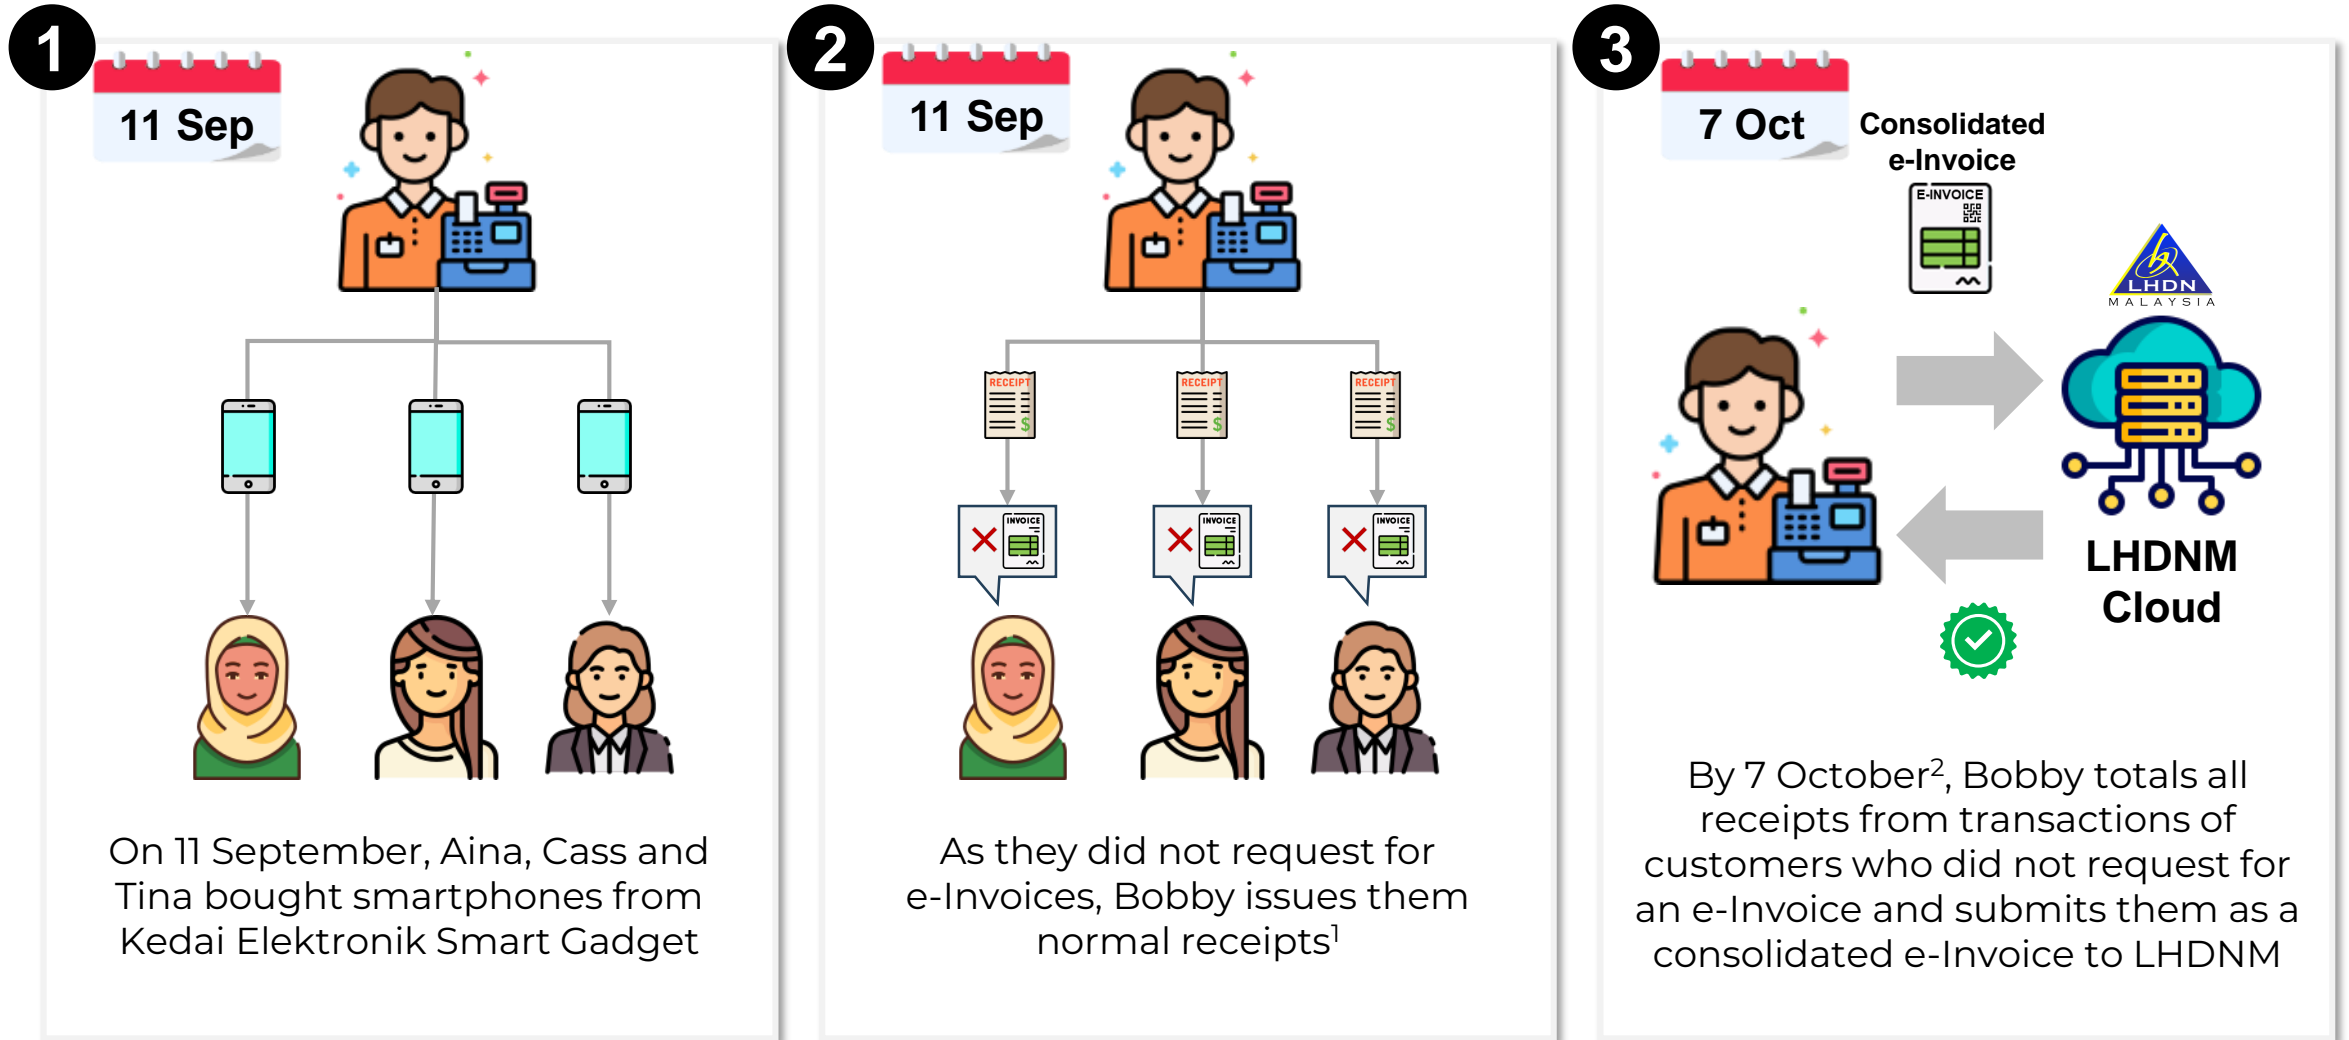 1
11 Sep
On 11 September, Aina, Cass and
Tina bought smartphones from
Kedai Elektronik Smart Gadget
2
11 Sep
RECEIPT
$
RECEIPT
$
RECEIPT
$
INVOICE
INVOICE
INVOICE
As they did not request for
e-Invoices, Bobby issues them
normal receipts¹
3
7 Oct
Consolidated
e-Invoice
E-INVOICE
LHDN
MALAYSIA
LHDNM
Cloud
By 7 October², Bobby totals all
receipts from transactions of
customers who did not request for
an e-Invoice and submits them as a
consolidated e-Invoice to LHDNM